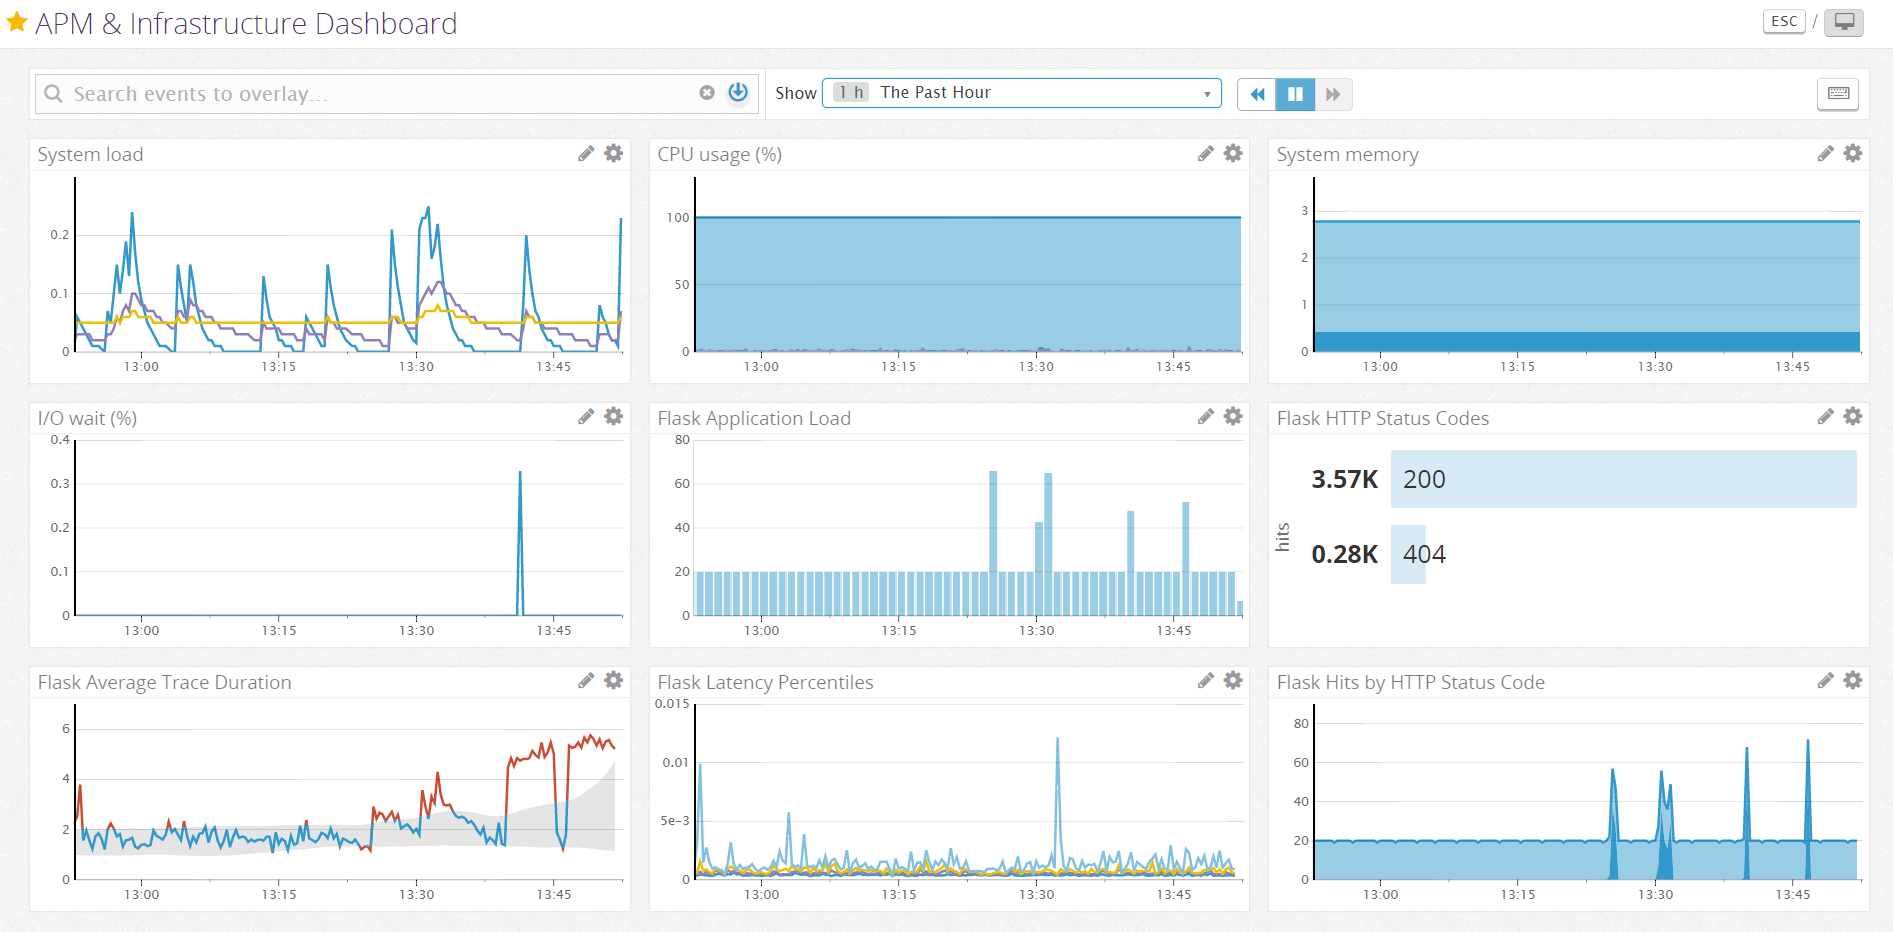 APM & Infrastructure Dashboard
ESC /
Search events to overlay...
Show 1 h The Past Hour
System load
0.2
0.1
0
13:00 13:15 13:30 13:45
CPU usage (%)
100
50
0
13:00 13:15 13:30 13:45
System memory
3
2
1
0
13:00 13:15 13:30 13:45
I/O wait (%)
0.4
0.3
0.2
0.1
0
13:00 13:15 13:30 13:45
Flask Application Load
80
60
40
20
0
13:00 13:15 13:30 13:45
Flask HTTP Status Codes
hits
3.57K 200
0.28K 404
Flask Average Trace Duration
6
4
2
0
13:00 13:15 13:30 13:45
Flask Latency Percentiles
0.015
0.01
5e-3
0
13:00 13:15 13:30 13:45
Flask Hits by HTTP Status Code
80
60
40
20
0
13:00 13:15 13:30 13:45